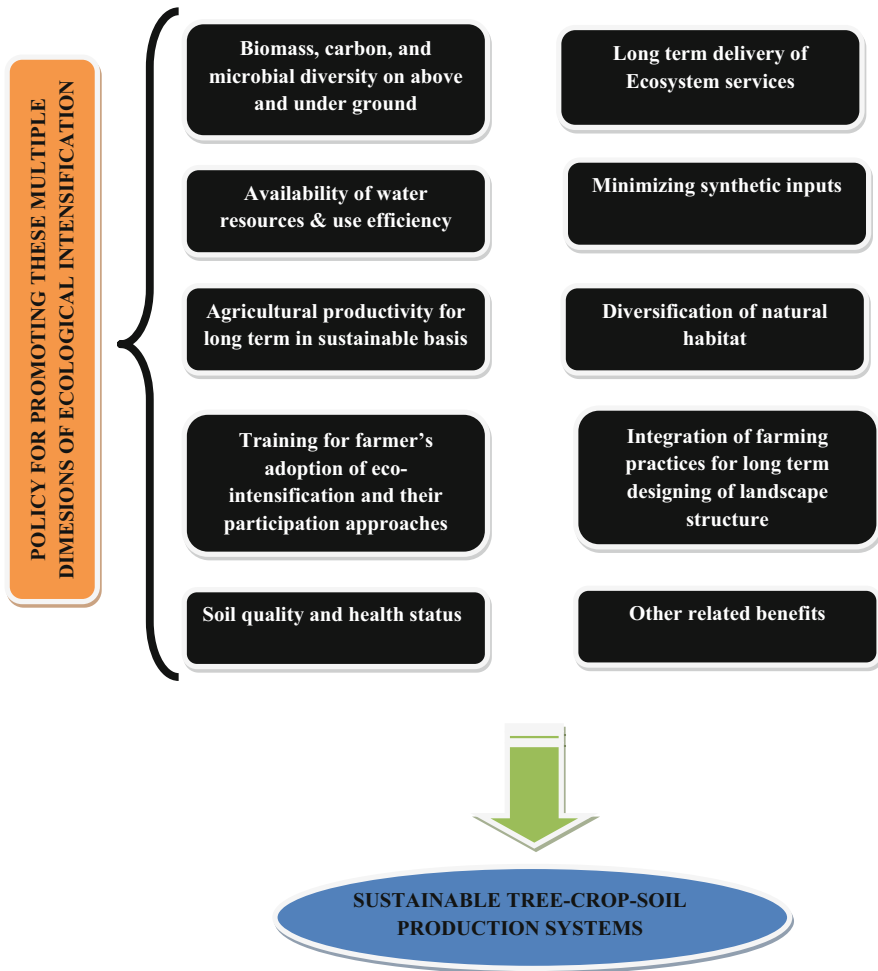 POLICY FOR PROMOTING THESE MULTIPLE
DIMESIONS OF ECOLOGICAL INTENSIFICATION
Biomass, carbon, and
microbial diversity on above
and under ground
Long term delivery of
Ecosystem services
Availability of water
resources & use efficiency
Minimizing synthetic inputs
Agricultural productivity for
long term in sustainable basis
Diversification of natural
habitat
Training for farmer’s
adoption of eco-
intensification and their
participation approaches
Integration of farming
practices for long term
designing of landscape
structure
Soil quality and health status
Other related benefits
SUSTAINABLE TREE-CROP-SOIL
PRODUCTION SYSTEMS